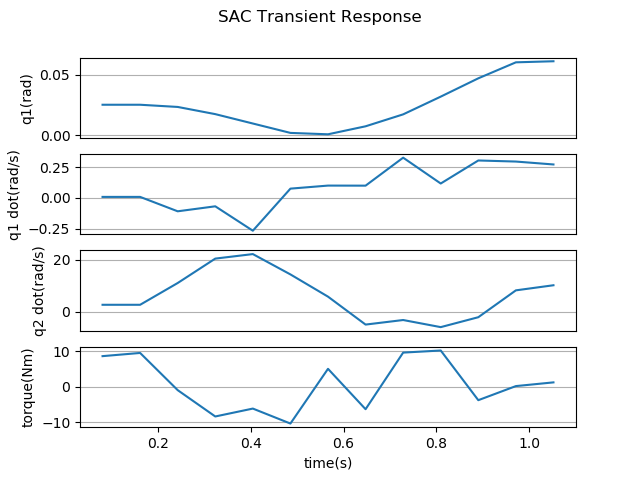 SAC Transient Response
q1(rad)
0.05
0.00
q1 dot(rad/s)
0.25
0.00
−0.25
q2 dot(rad/s)
20
0
torque(Nm)
10
0
−10
0.2 0.4 0.6 0.8 1.0
time(s)